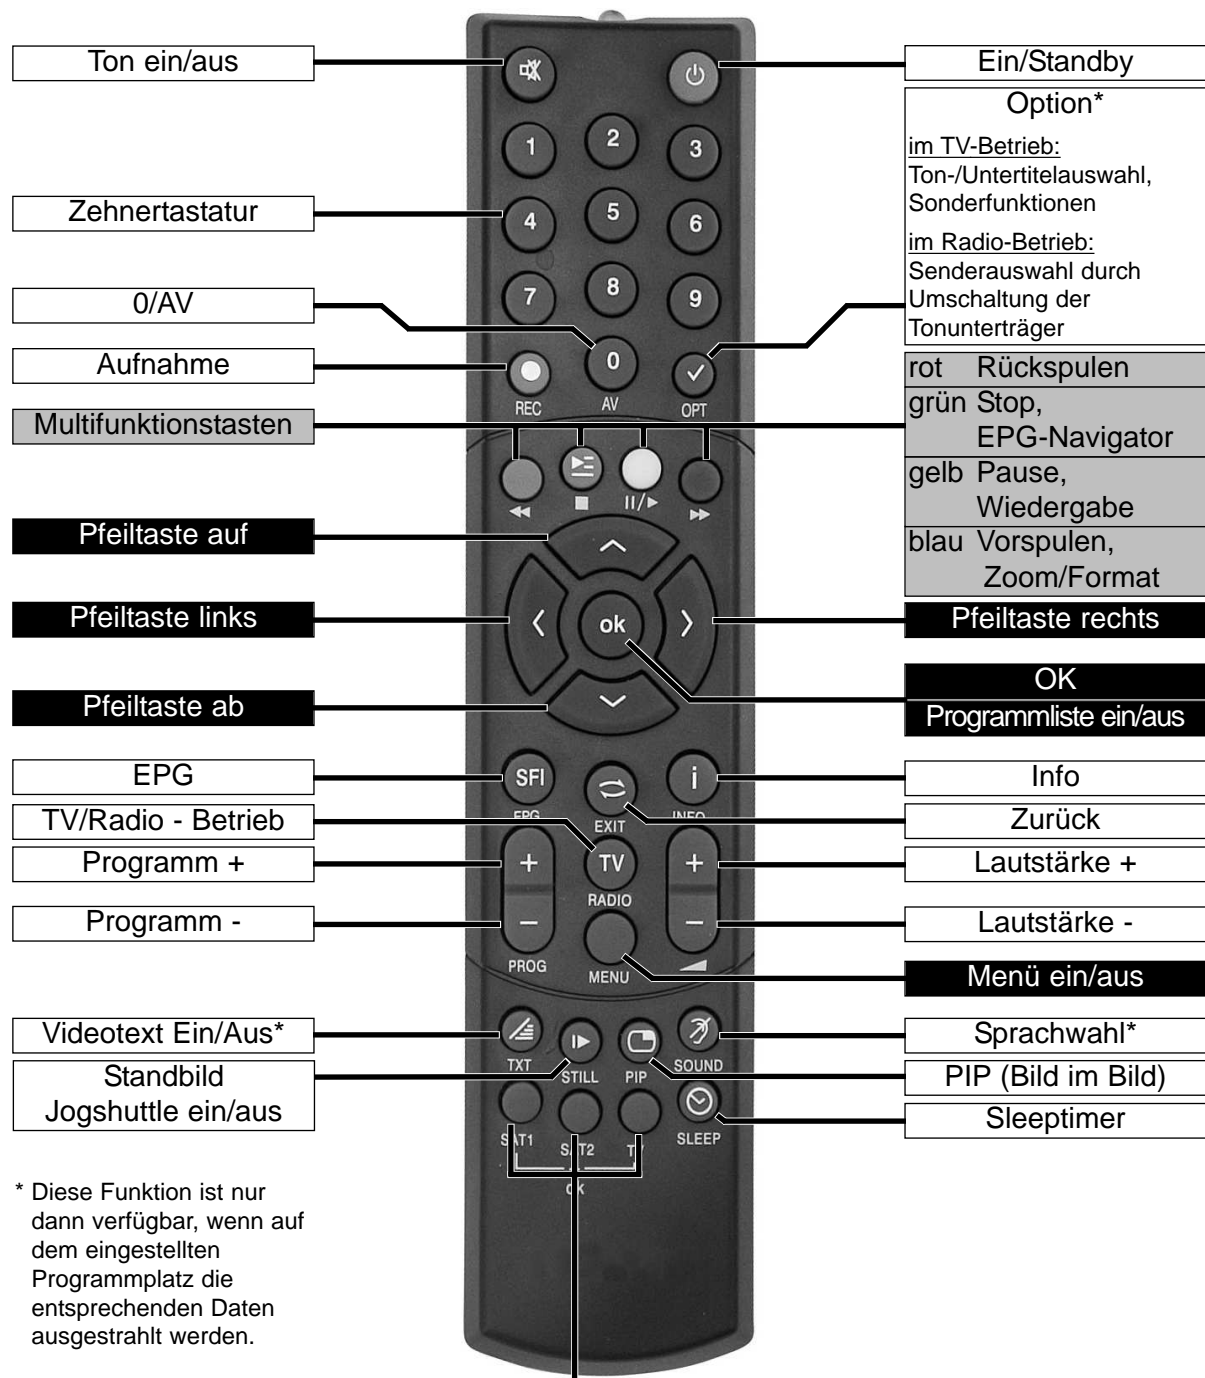 Ton ein/aus
Zehnertastatur
0/AV
Aufnahme
Multifunktionstasten
Pfeiltaste auf
Pfeiltaste links
Pfeiltaste ab
EPG
TV/Radio - Betrieb
Programm +
Programm -
Videotext Ein/Aus*
Standbild
Jogshuttle ein/aus
* Diese Funktion ist nur
dann verfügbar, wenn auf
dem eingestellten
Programmplatz die
entsprechenden Daten
ausgestrahlt werden.
1 2 3
4 5 6
7 8 9
0
REC AV OPT
II/▶
ok
SFI i
EPG EXIT INFO
+ TV +
RADIO
- -
PROG MENU
TXT STILL PIP SOUND
SAT1 SAT2 TV SLEEP
OK
Ein/Standby
Option*
im TV-Betrieb:
Ton-/Untertitelauswahl,
Sonderfunktionen
im Radio-Betrieb:
Senderauswahl durch
Umschaltung der
Tonunterträger
rot Rückspulen
grün Stop,
EPG-Navigator
gelb Pause,
Wiedergabe
blau Vorspulen,
Zoom/Format
Pfeiltaste rechts
OK
Programmliste ein/aus
Info
Zurück
Lautstärke +
Lautstärke -
Menü ein/aus
Sprachwahl*
PIP (Bild im Bild)
Sleeptimer